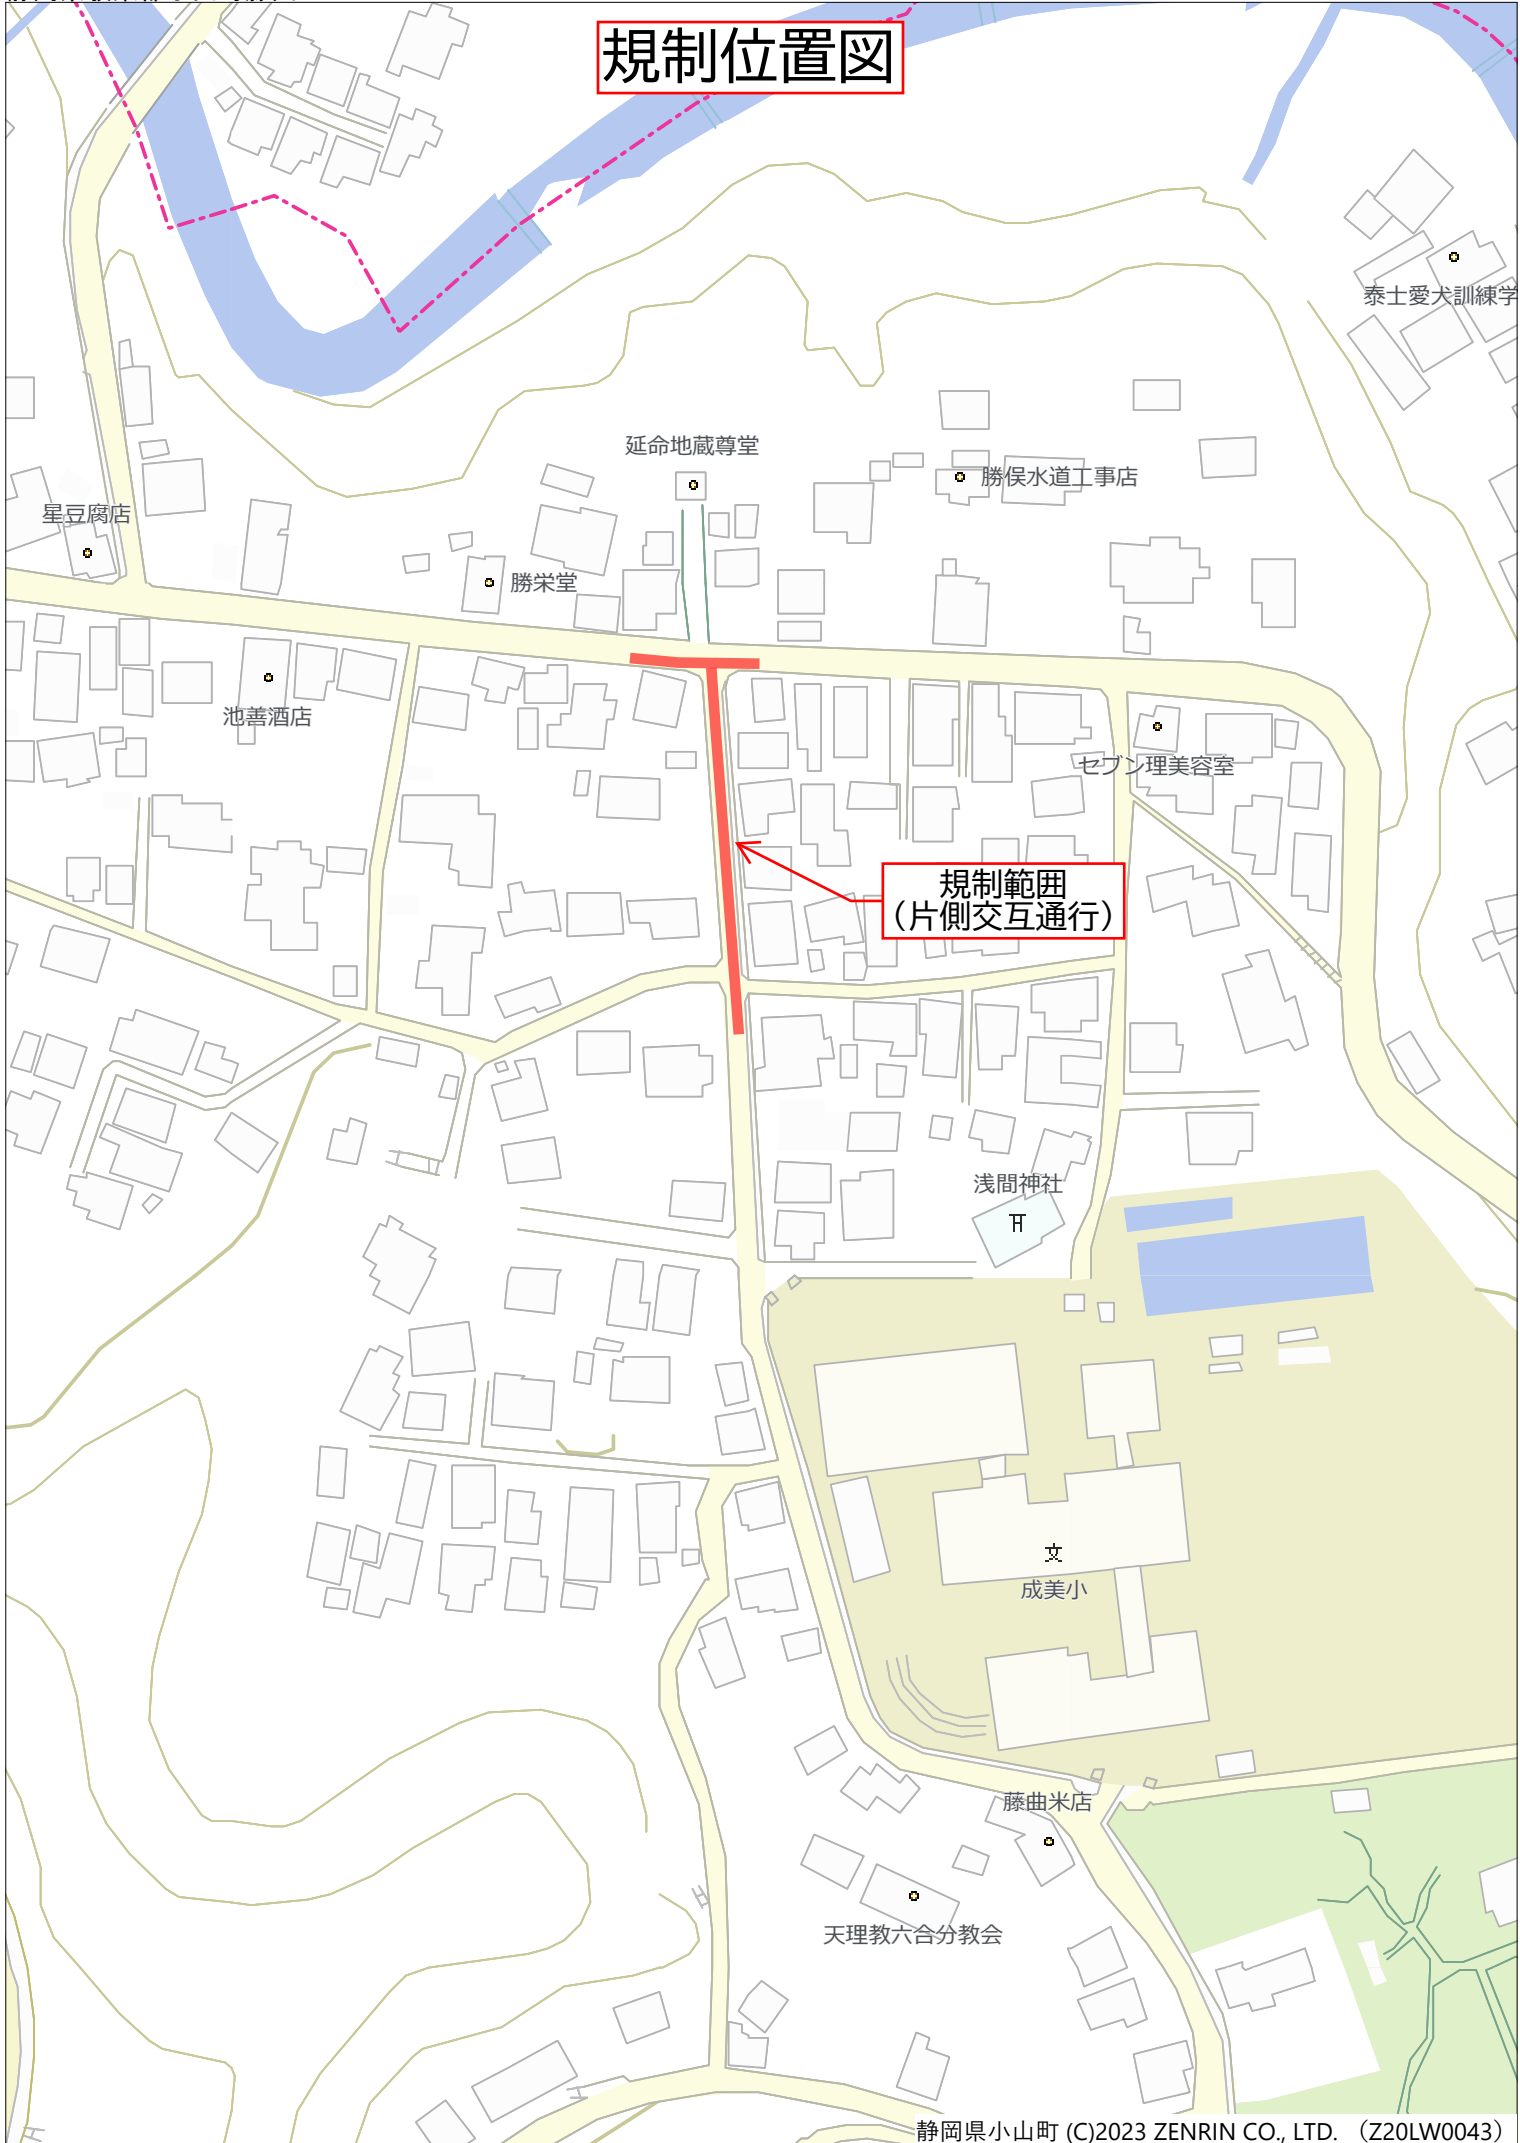 規制位置図
泰士愛犬訓練学
延命地蔵尊堂
勝俣水道工事店
星豆腐店
勝栄堂
池善酒店
セブン理美容室
規制範囲
（片側交互通行）
浅間神社
文
成美小
藤曲米店
天理教六合分教会
静岡県小山町 (C)2023 ZENRIN CO., LTD. （Z20LW0043）